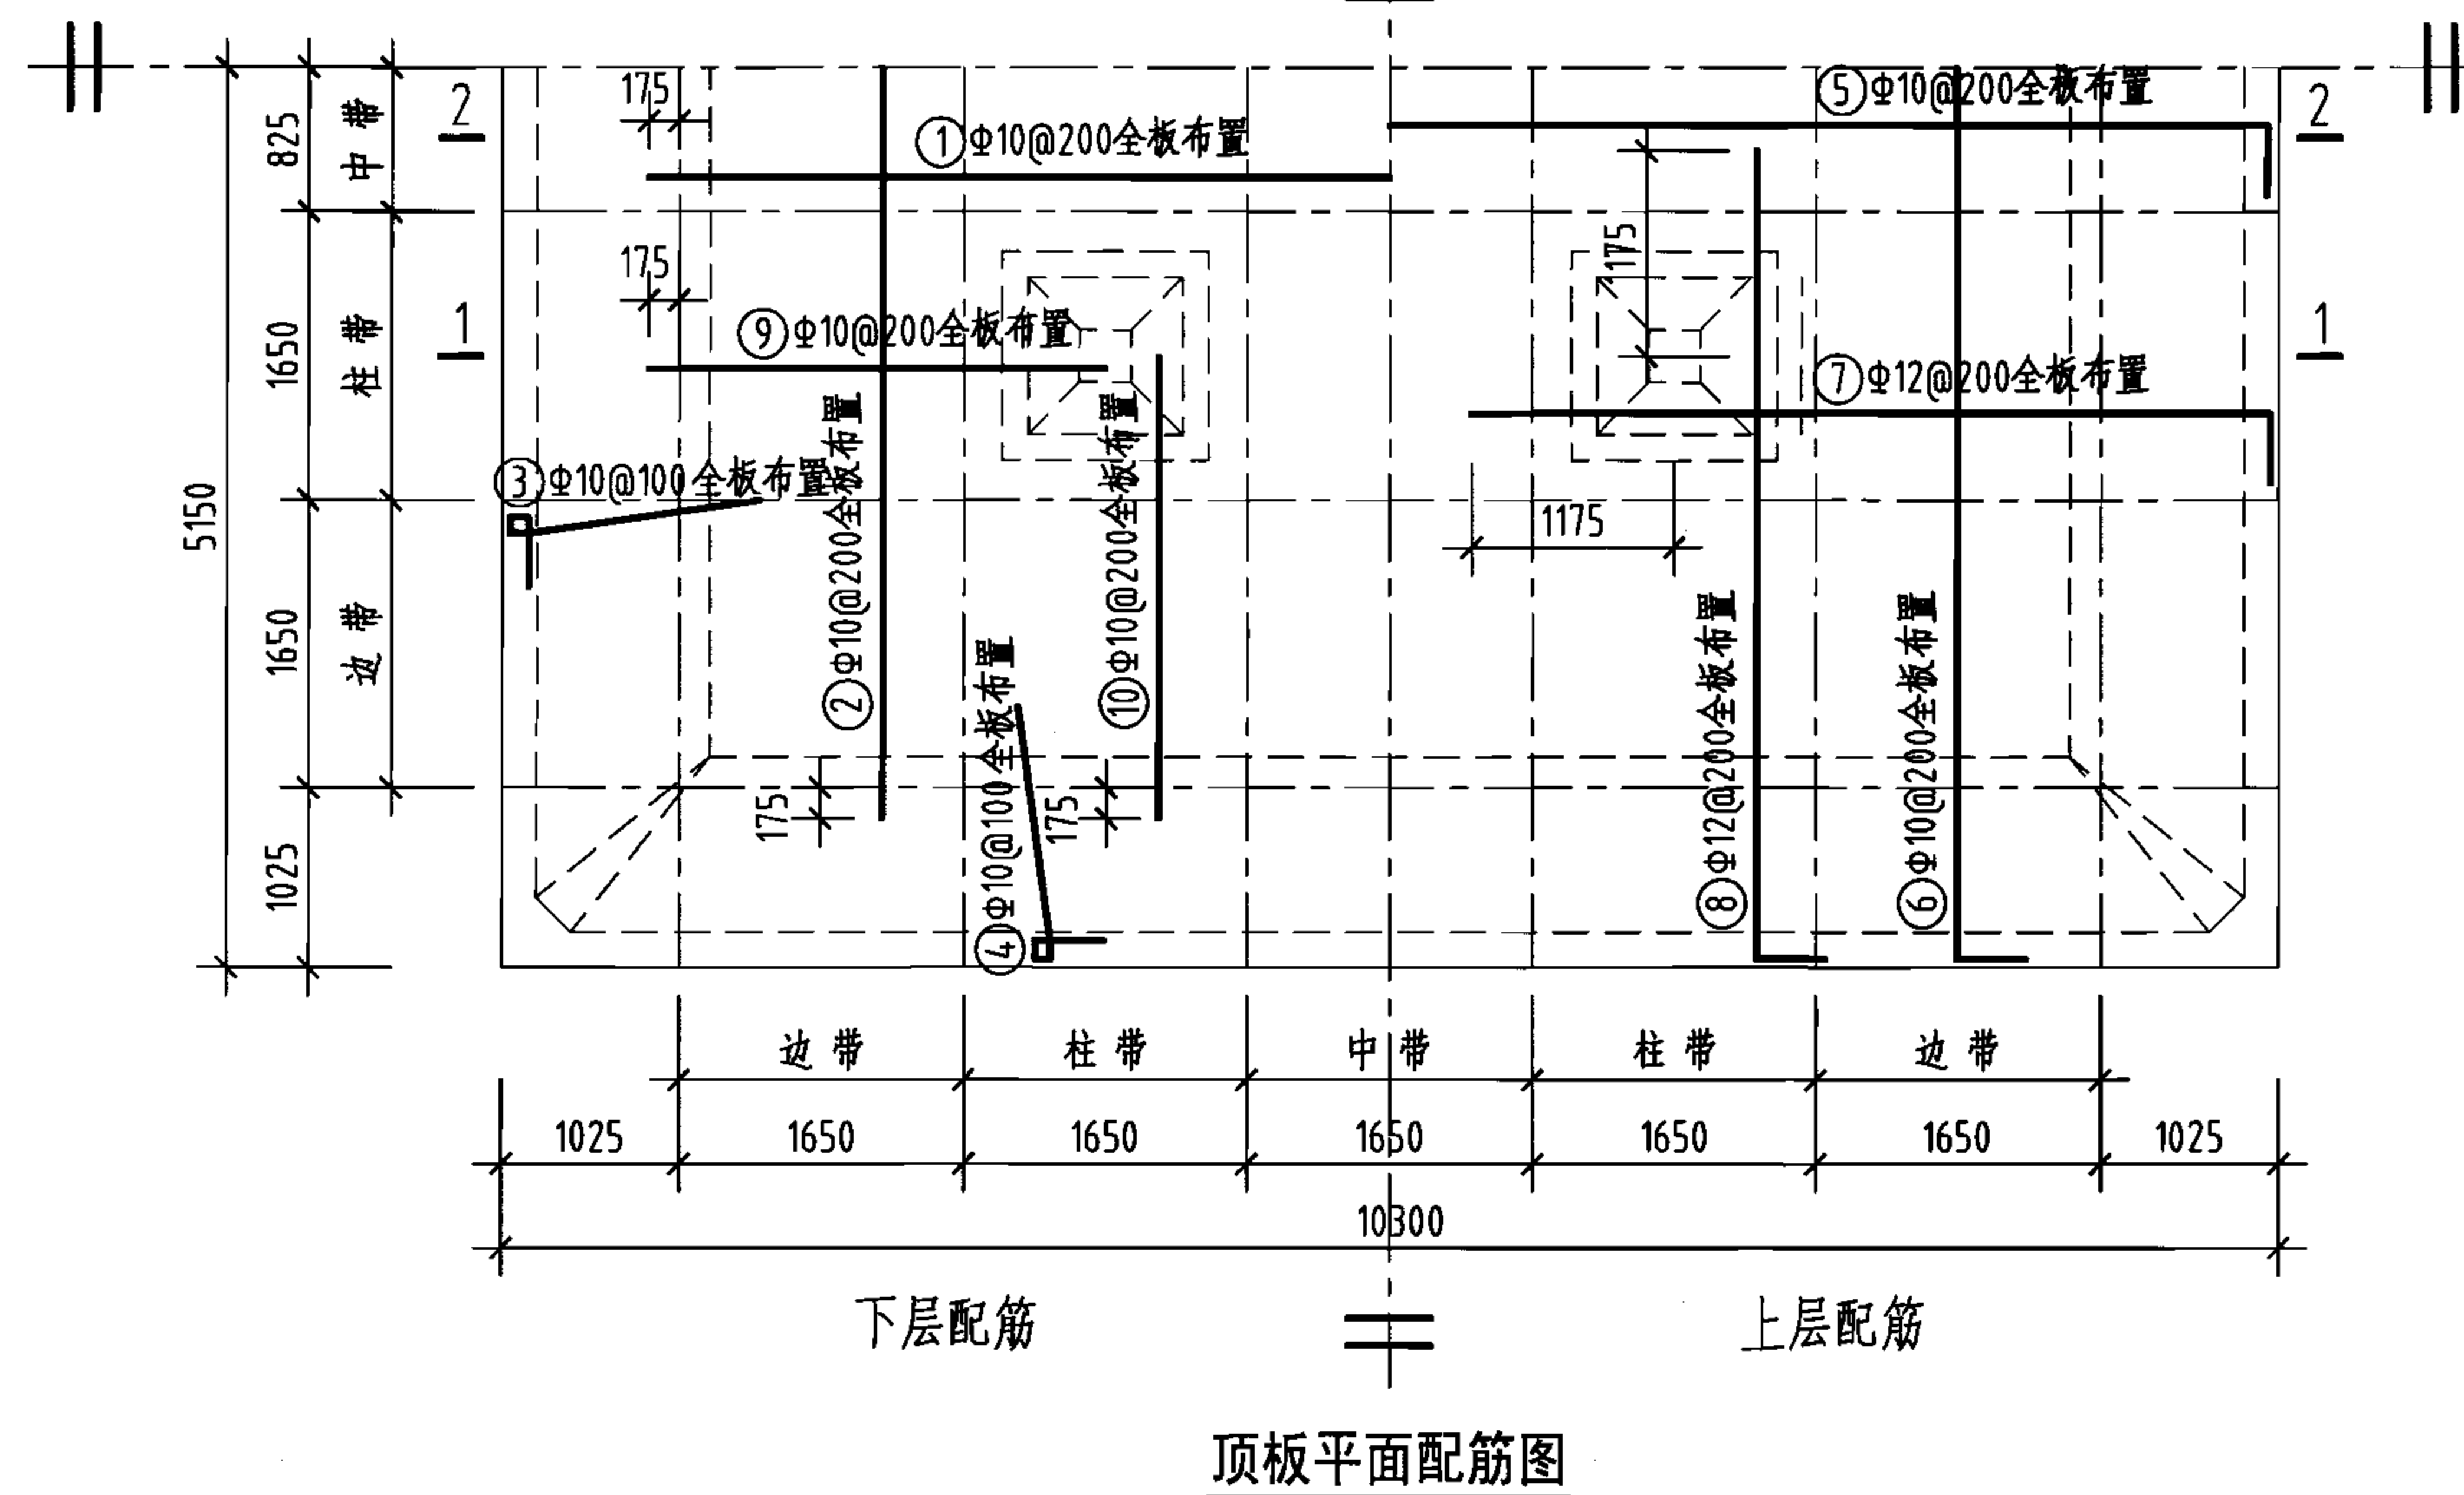 175
⑤Φ10@200全板布置
2
2
825
中带
①Φ10@200全板布置
175
175
1
1
1650
柱带
⑨Φ10@200全板布置
⑦Φ12@200全板布置
③Φ10@100全板布置
②Φ10@200全板布置
⑩Φ10@200全板布置
1175
5150
1650
边带
④Φ10@100全板布置
⑧Φ12@200全板布置
⑥Φ10@200全板布置
175
175
1025
边带
柱带
中带
柱带
边带
1025
1650
1650
1650
1650
1650
1025
10300
下层配筋
上层配筋
顶板平面配筋图